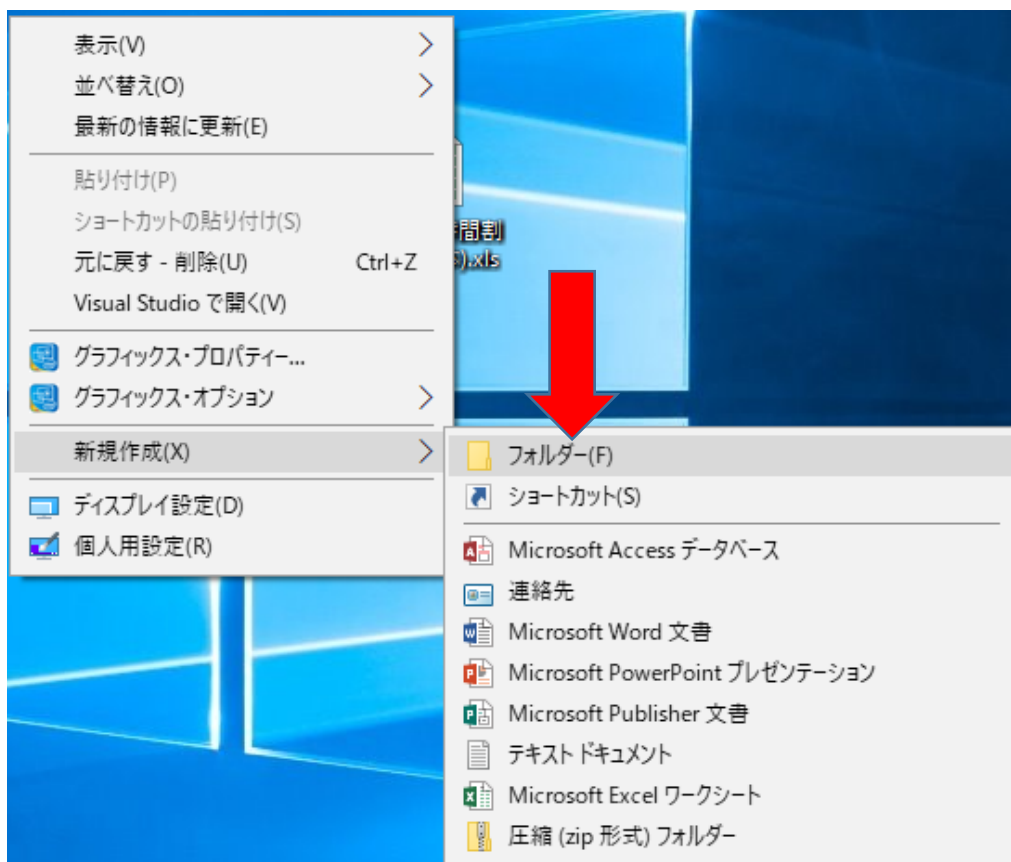 表示(V)
並べ替え(O)
最新の情報に更新(E)
貼り付け(P)
ショートカットの貼り付け(S)
元に戻す - 削除(U) Ctrl+Z
Visual Studio で開く(V)
グラフィックス・プロパティー...
グラフィックス・オプション
新規作成(X)
ディスプレイ設定(D)
個人用設定(R)
間割
).xls
フォルダー(F)
ショートカット(S)
Microsoft Access データベース
連絡先
Microsoft Word 文書
Microsoft PowerPoint プレゼンテーション
Microsoft Publisher 文書
テキスト ドキュメント
Microsoft Excel ワークシート
圧縮 (zip 形式) フォルダー